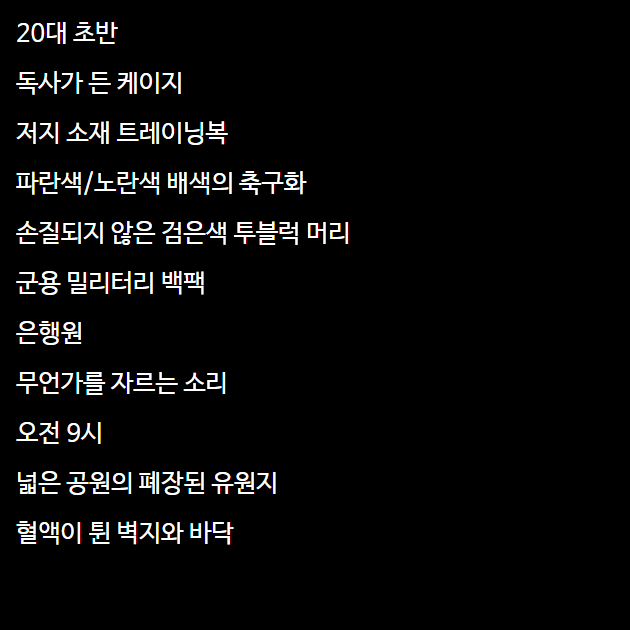 20대 초반
독사가 든 케이지
저지 소재 트레이닝복
파란색/노란색 배색의 축구화
손질되지 않은 검은색 투블럭 머리
군용 밀리터리 백팩
은행원
무언가를 자르는 소리
오전 9시
넓은 공원의 폐장된 유원지
혈액이 튄 벽지와 바닥